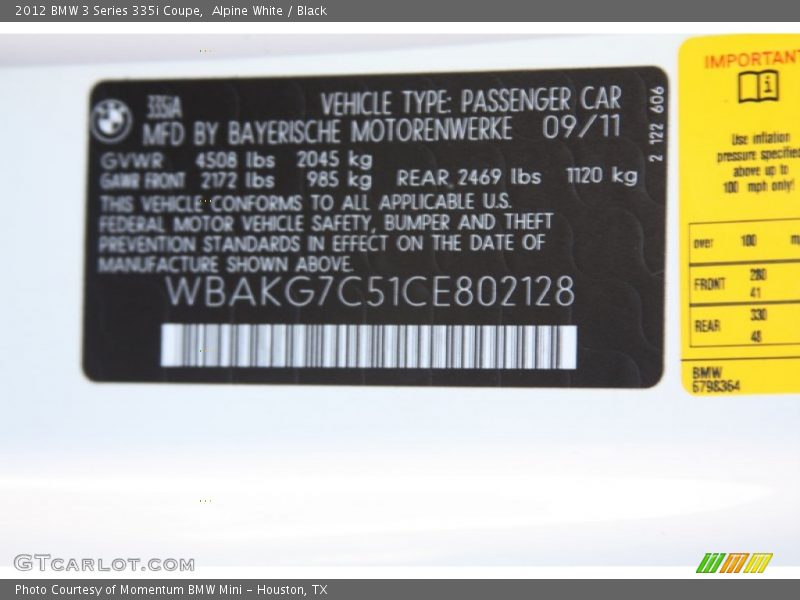 2012 BMW 3 Series 335i Coupe,  Alpine White / Black
335iA
VEHICLE TYPE: PASSENGER CAR
MFD BY BAYERISCHE MOTORENWERKE 09/11
GVWR 4508 lbs 2045 kg
GAWR FRONT 2172 lbs 985 kg REAR 2469 lbs 1120 kg
THIS VEHICLE CONFORMS TO ALL APPLICABLE U.S.
FEDERAL MOTOR VEHICLE SAFETY, BUMPER AND THEFT
PREVENTION STANDARDS IN EFFECT ON THE DATE OF
MANUFACTURE SHOWN ABOVE.
WBAKG7C51CE802128
2 122 606
IMPORTANT
Use inflation
pressure specified
above up to
100 mph only!
over 100 m
FRONT 280
41
REAR 330
48
BMW
6798364
GTCARLOT.COM
Photo Courtesy of Momentum BMW Mini - Houston, TX